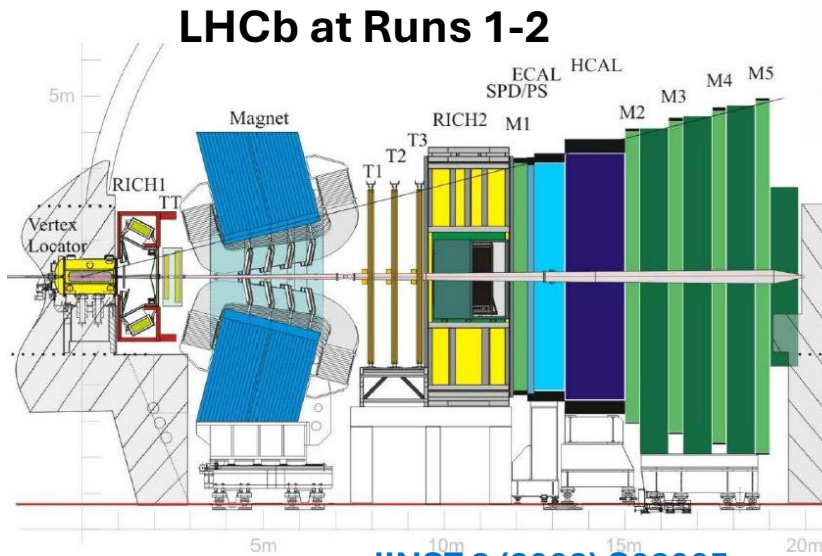 LHCb at Runs 1-2
5m
Magnet
RICH1
TT
Vertex
Locator
T1
T2
T3
RICH2
SPD/PS
ECAL
HCAL
M1
M2
M3
M4
M5
5m
10m
15m
20m